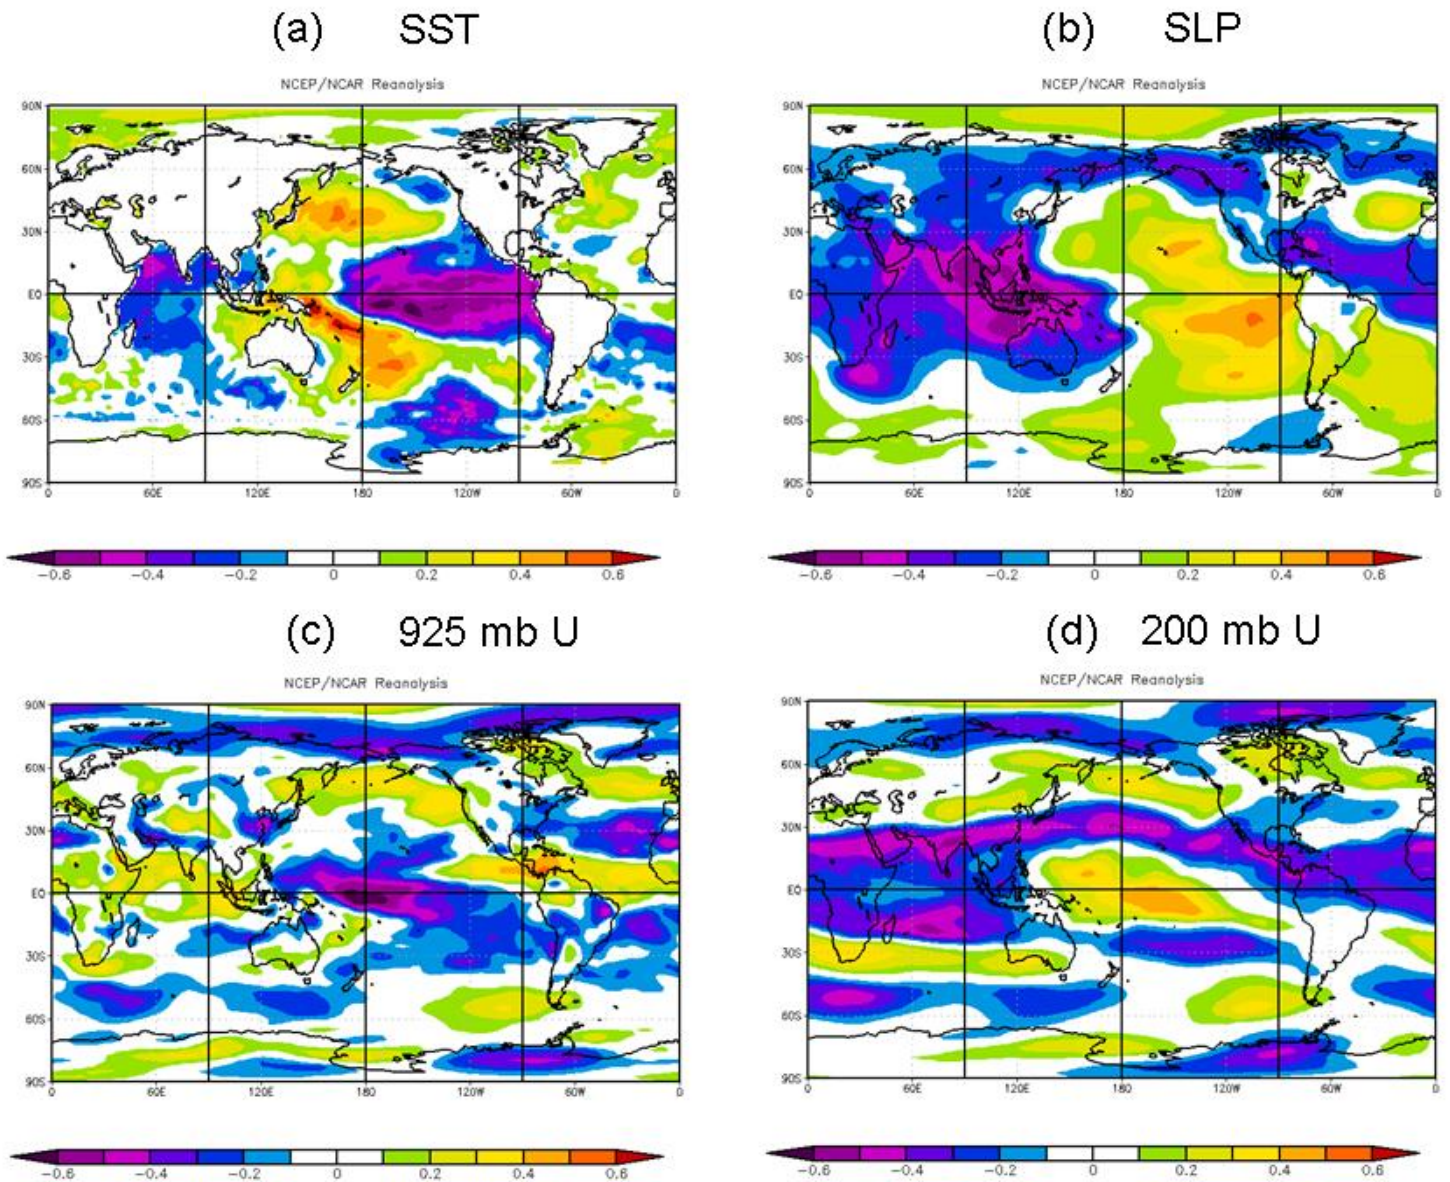 (a) SST
(b) SLP
NCEP/NCAR Reanalysis
NCEP/NCAR Reanalysis
90N
60N
30N
EQ
30S
60S
90S
0 60E 120E 180 120W 60W 0
90N
60N
30N
EQ
30S
60S
90S
0 60E 120E 180 120W 60W 0
−0.6 −0.4 −0.2 0 0.2 0.4 0.6
−0.6 −0.4 −0.2 0 0.2 0.4 0.6
(c) 925 mb U
(d) 200 mb U
NCEP/NCAR Reanalysis
NCEP/NCAR Reanalysis
90N
60N
30N
EQ
30S
60S
90S
0 60E 120E 180 120W 60W 0
90N
60N
30N
EQ
30S
60S
90S
0 60E 120E 180 120W 60W 0
−0.6 −0.4 −0.2 0 0.2 0.4 0.6
−0.6 −0.4 −0.2 0 0.2 0.4 0.6